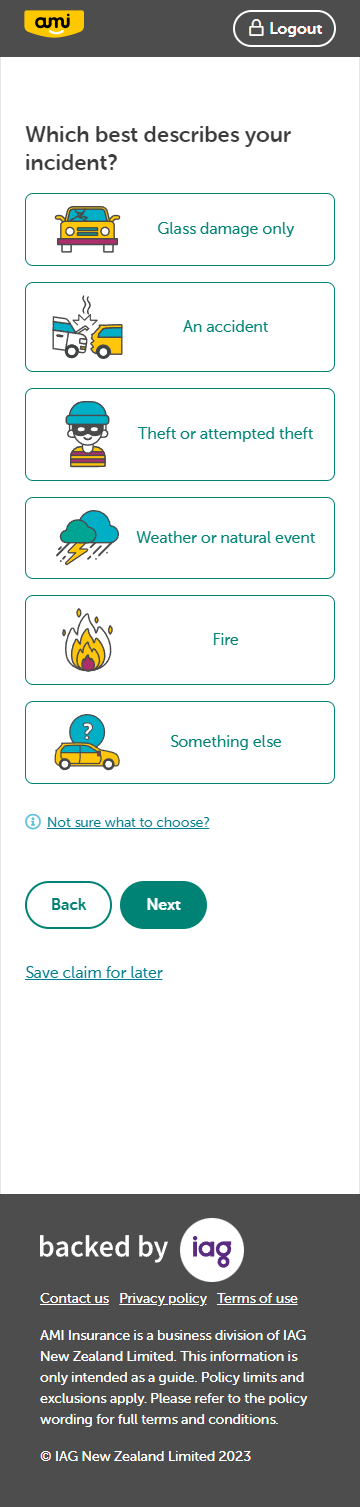 ami
Logout
Which best describes your
incident?
Glass damage only
An accident
Theft or attempted theft
?
Weather or natural event
Fire
Something else
Not sure what to choose?
Back
Next
Save claim for later
backed by iag
Contact us Privacy policy Terms of use
AMI Insurance is a business division of IAG
New Zealand Limited. This information is
only intended as a guide. Policy limits and
exclusions apply. Please refer to the policy
wording for full terms and conditions.
© IAG New Zealand Limited 2023